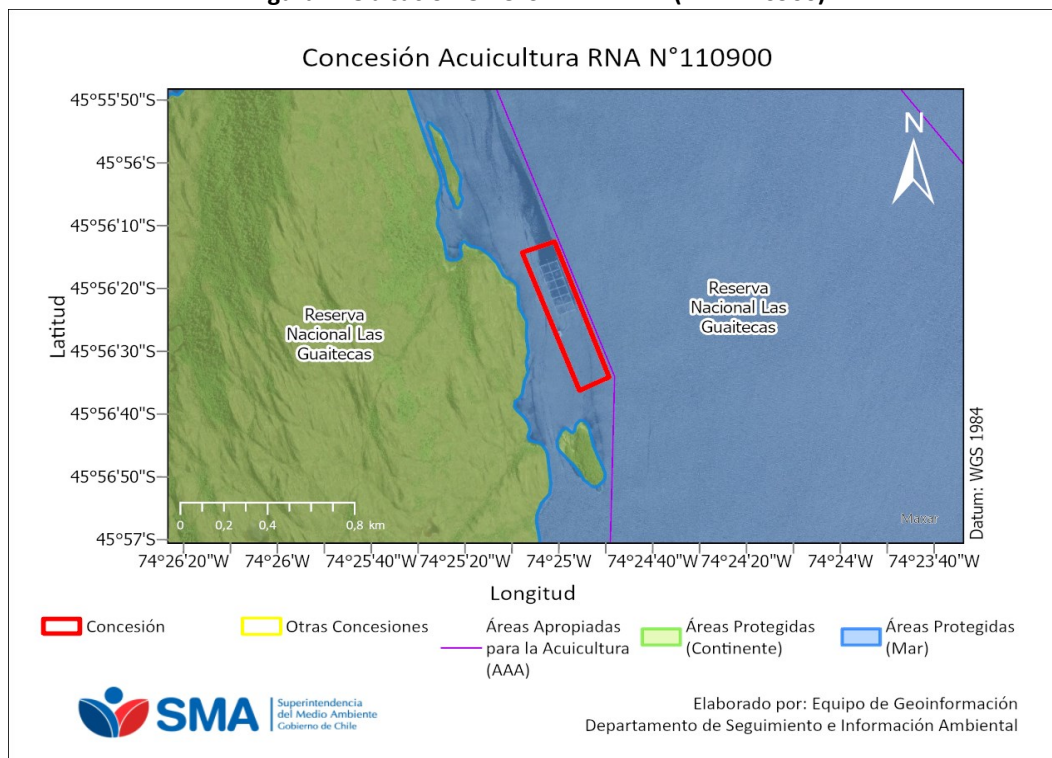 Concesión Acuicultura RNA N°110900
45°55'50"S
45°56'S
45°56'10"S
45°56'20"S
45°56'30"S
45°56'40"S
45°56'50"S
45°57'S
Latitud
N
Reserva
Nacional Las
Guaitecas
Reserva
Nacional Las
Guaitecas
Datum: WGS 1984
Maxar
0 0,2 0,4 0,8 km
74°26'20"W 74°26'W 74°25'40"W 74°25'20"W 74°25'W 74°24'40"W 74°24'20"W 74°24'W 74°23'40"W
Longitud
Concesión
Otras Concesiones
Áreas Apropiadas
para la Acuicultura
(AAA)
Áreas Protegidas
(Continente)
Áreas Protegidas
(Mar)
SMA
Superintendencia
del Medio Ambiente
Gobierno de Chile
Elaborado por: Equipo de Geoinformación
Departamento de Seguimiento e Información Ambiental